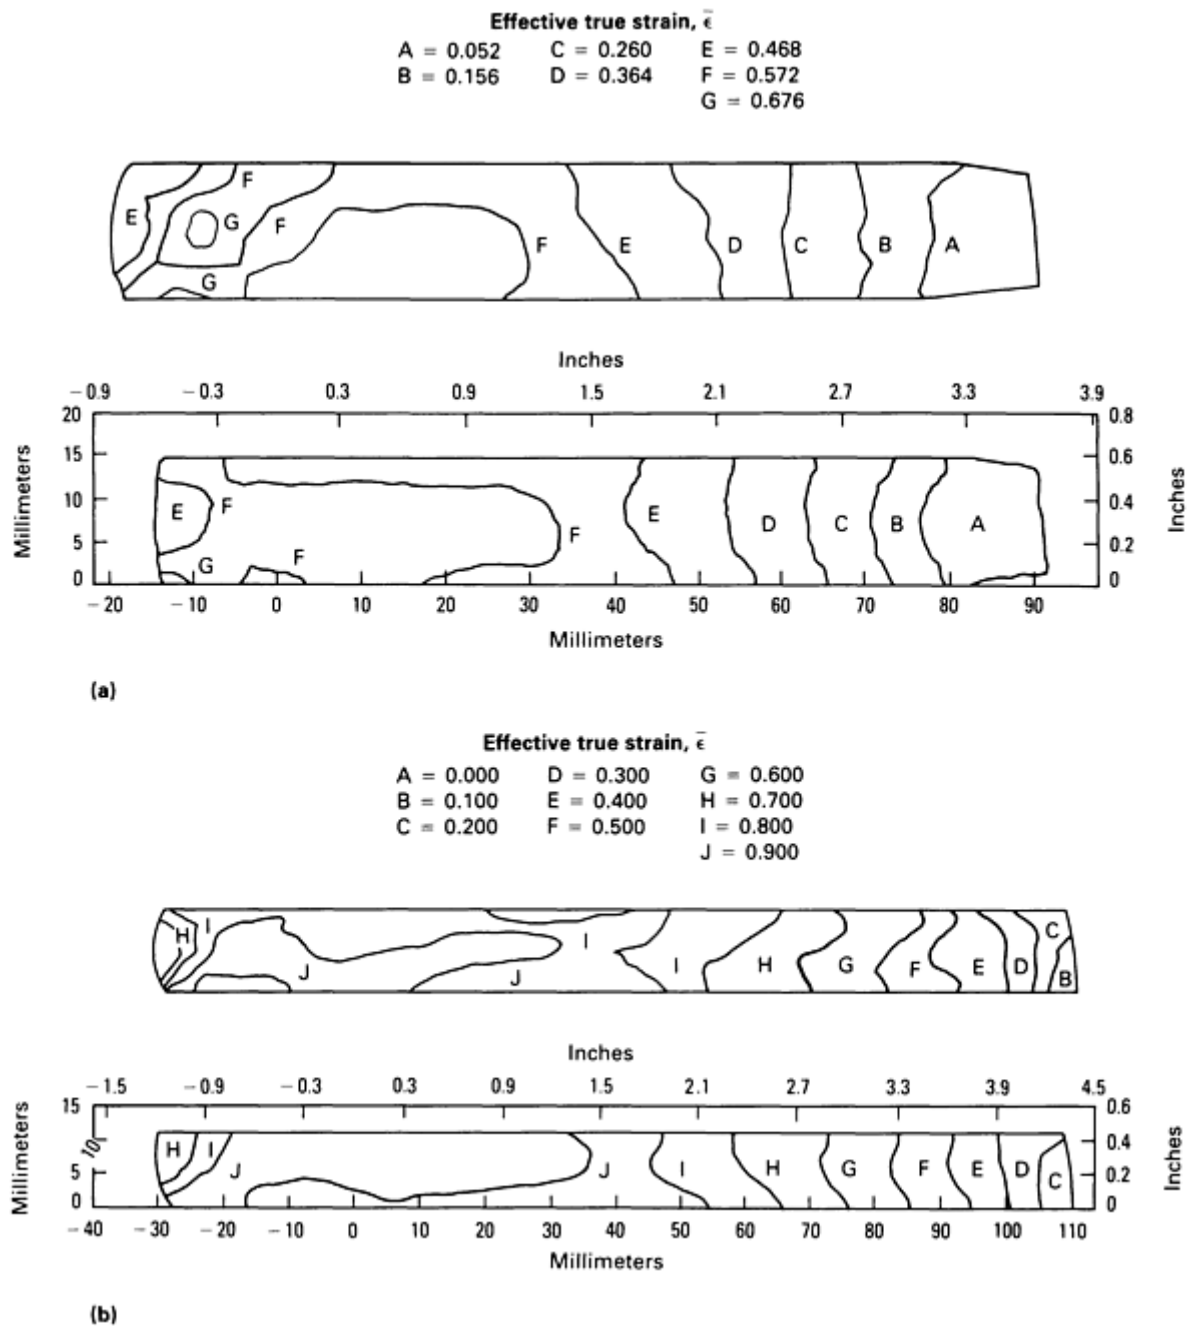 Effective true strain, ε̄
A = 0.052 C = 0.260 E = 0.468
B = 0.156 D = 0.364 F = 0.572
G = 0.676
F
E G F
F E D C B A
G
Inches
−0.9 −0.3 0.3 0.9 1.5 2.1 2.7 3.3 3.9
20 0.8
15 0.6
10 0.4
5 0.2
0 0
Millimeters
Inches
E F F E D C B A
G F
−20 −10 0 10 20 30 40 50 60 70 80 90
Millimeters
(a)
Effective true strain, ε̄
A = 0.000 D = 0.300 G = 0.600
B = 0.100 E = 0.400 H = 0.700
C = 0.200 F = 0.500 I = 0.800
J = 0.900
H I I C
J J I H G F E D B
Inches
−1.5 −0.9 −0.3 0.3 0.9 1.5 2.1 2.7 3.3 3.9 4.5
15 0.6
10 0.4
5 0.2
0 0
Millimeters
Inches
H I J J I H G F E D C
−40 −30 −20 −10 0 10 20 30 40 50 60 70 80 90 100 110
Millimeters
(b)